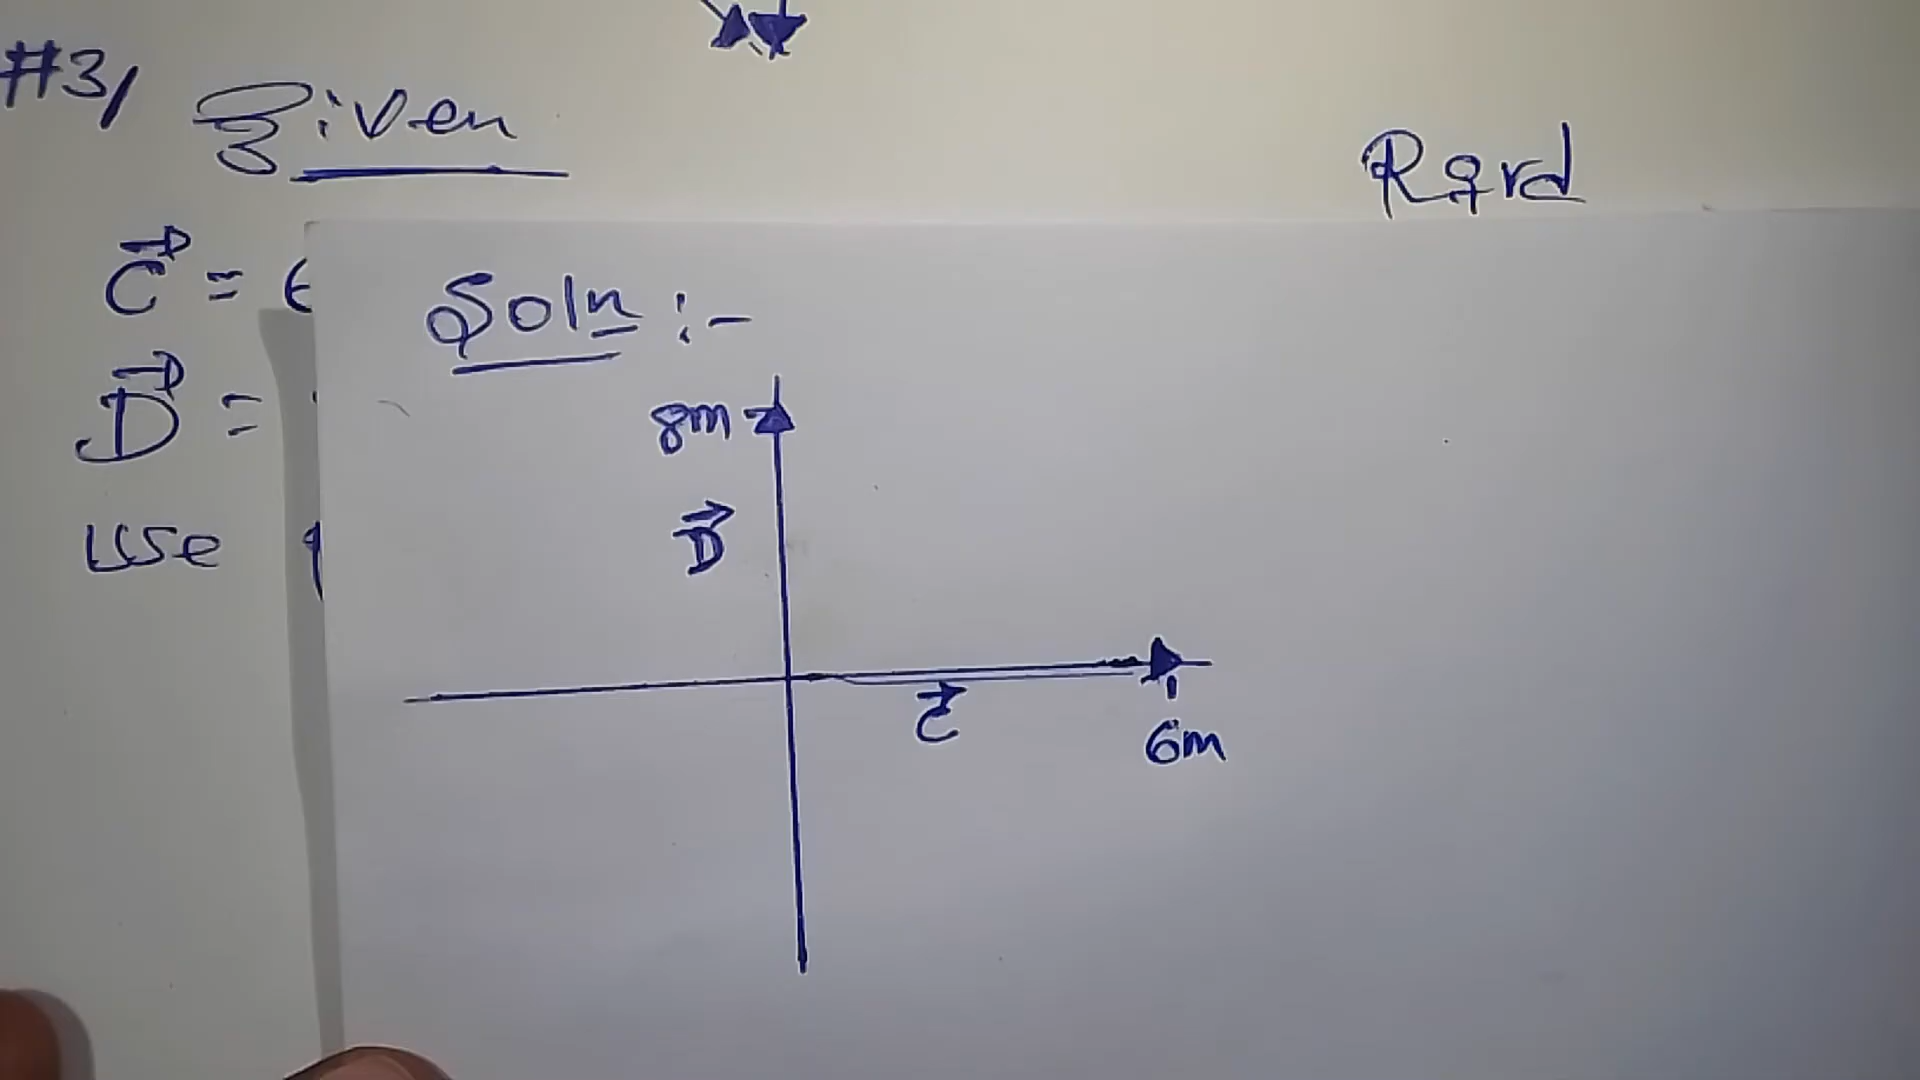 #3/ Given
Rqrd
C =
D =
use
Soln :-
8m
D
C
6m